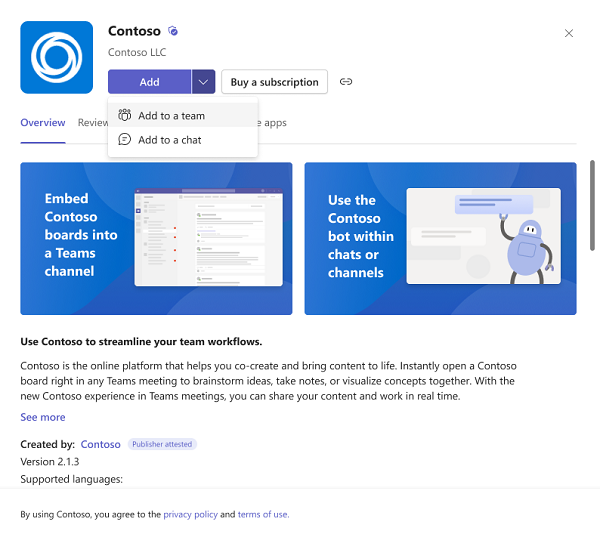 Contoso
Contoso LLC
Add
Buy a subscription
Add to a team
Add to a chat
Overview
e apps
Embed
Contoso
boards into
a Teams
channel
Use the
Contoso
bot within
chats or
channels
Use Contoso to streamline your team workflows.
Contoso is the online platform that helps you co-create and bring content to life. Instantly open a Contoso
board right in any Teams meeting to brainstorm ideas, take notes, or visualize concepts together. With the
new Contoso experience in Teams meetings, you can share your content and work in real time.
See more
Created by: Contoso Publisher attested
Version 2.1.3
Supported languages:
By using Contoso, you agree to the privacy policy and terms of use.